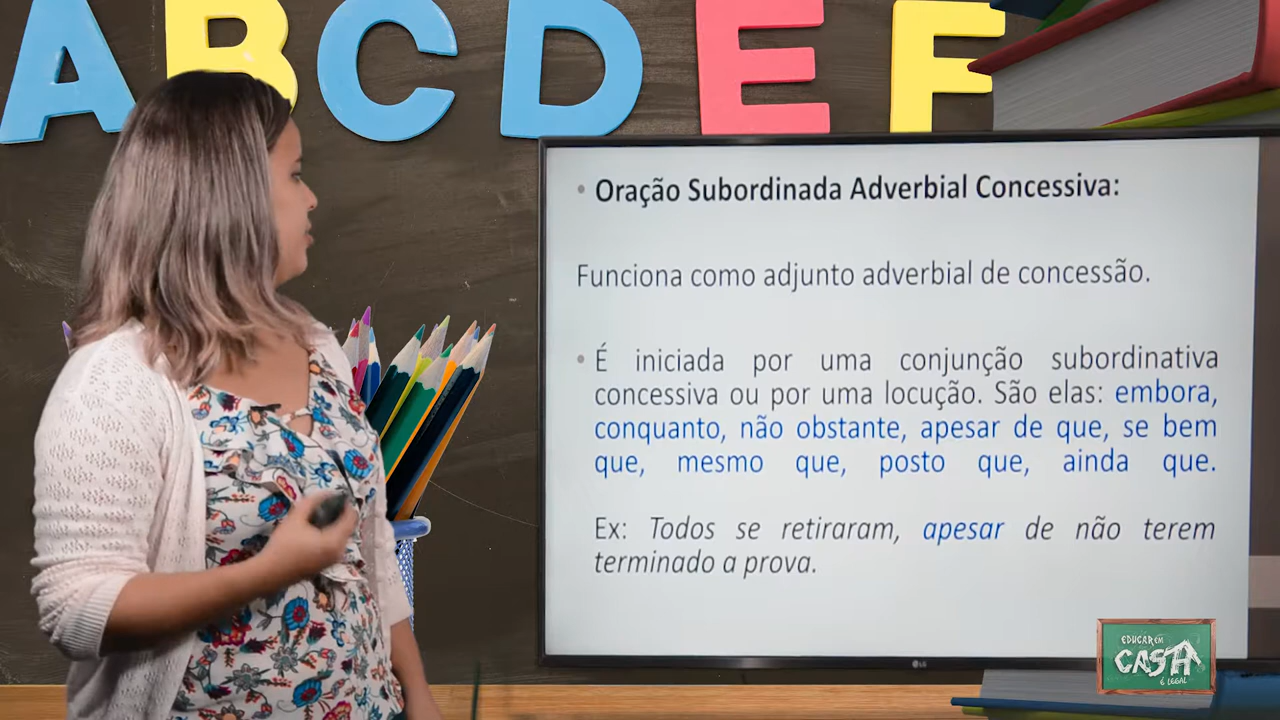 A B C D E F
• Oração Subordinada Adverbial Concessiva:
Funciona como adjunto adverbial de concessão.
• É iniciada por uma conjunção subordinativa
concessiva ou por uma locução. São elas: embora,
conquanto, não obstante, apesar de que, se bem
que, mesmo que, posto que, ainda que.
Ex: Todos se retiraram, apesar de não terem
terminado a prova.
LG
EDUCAR EM
CASA
É LEGAL